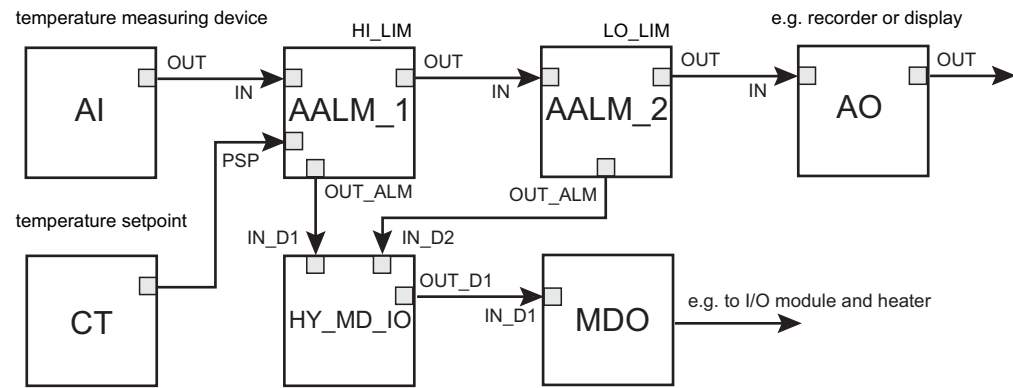 temperature measuring device
e.g. recorder or display
HI_LIM
LO_LIM
OUT
IN
OUT
IN
OUT
IN
OUT
AI
AALM_1
AALM_2
AO
PSP
OUT_ALM
OUT_ALM
temperature setpoint
IN_D1
IN_D2
OUT_D1
IN_D1
e.g. to I/O module and heater
CT
HY_MD_IO
MDO